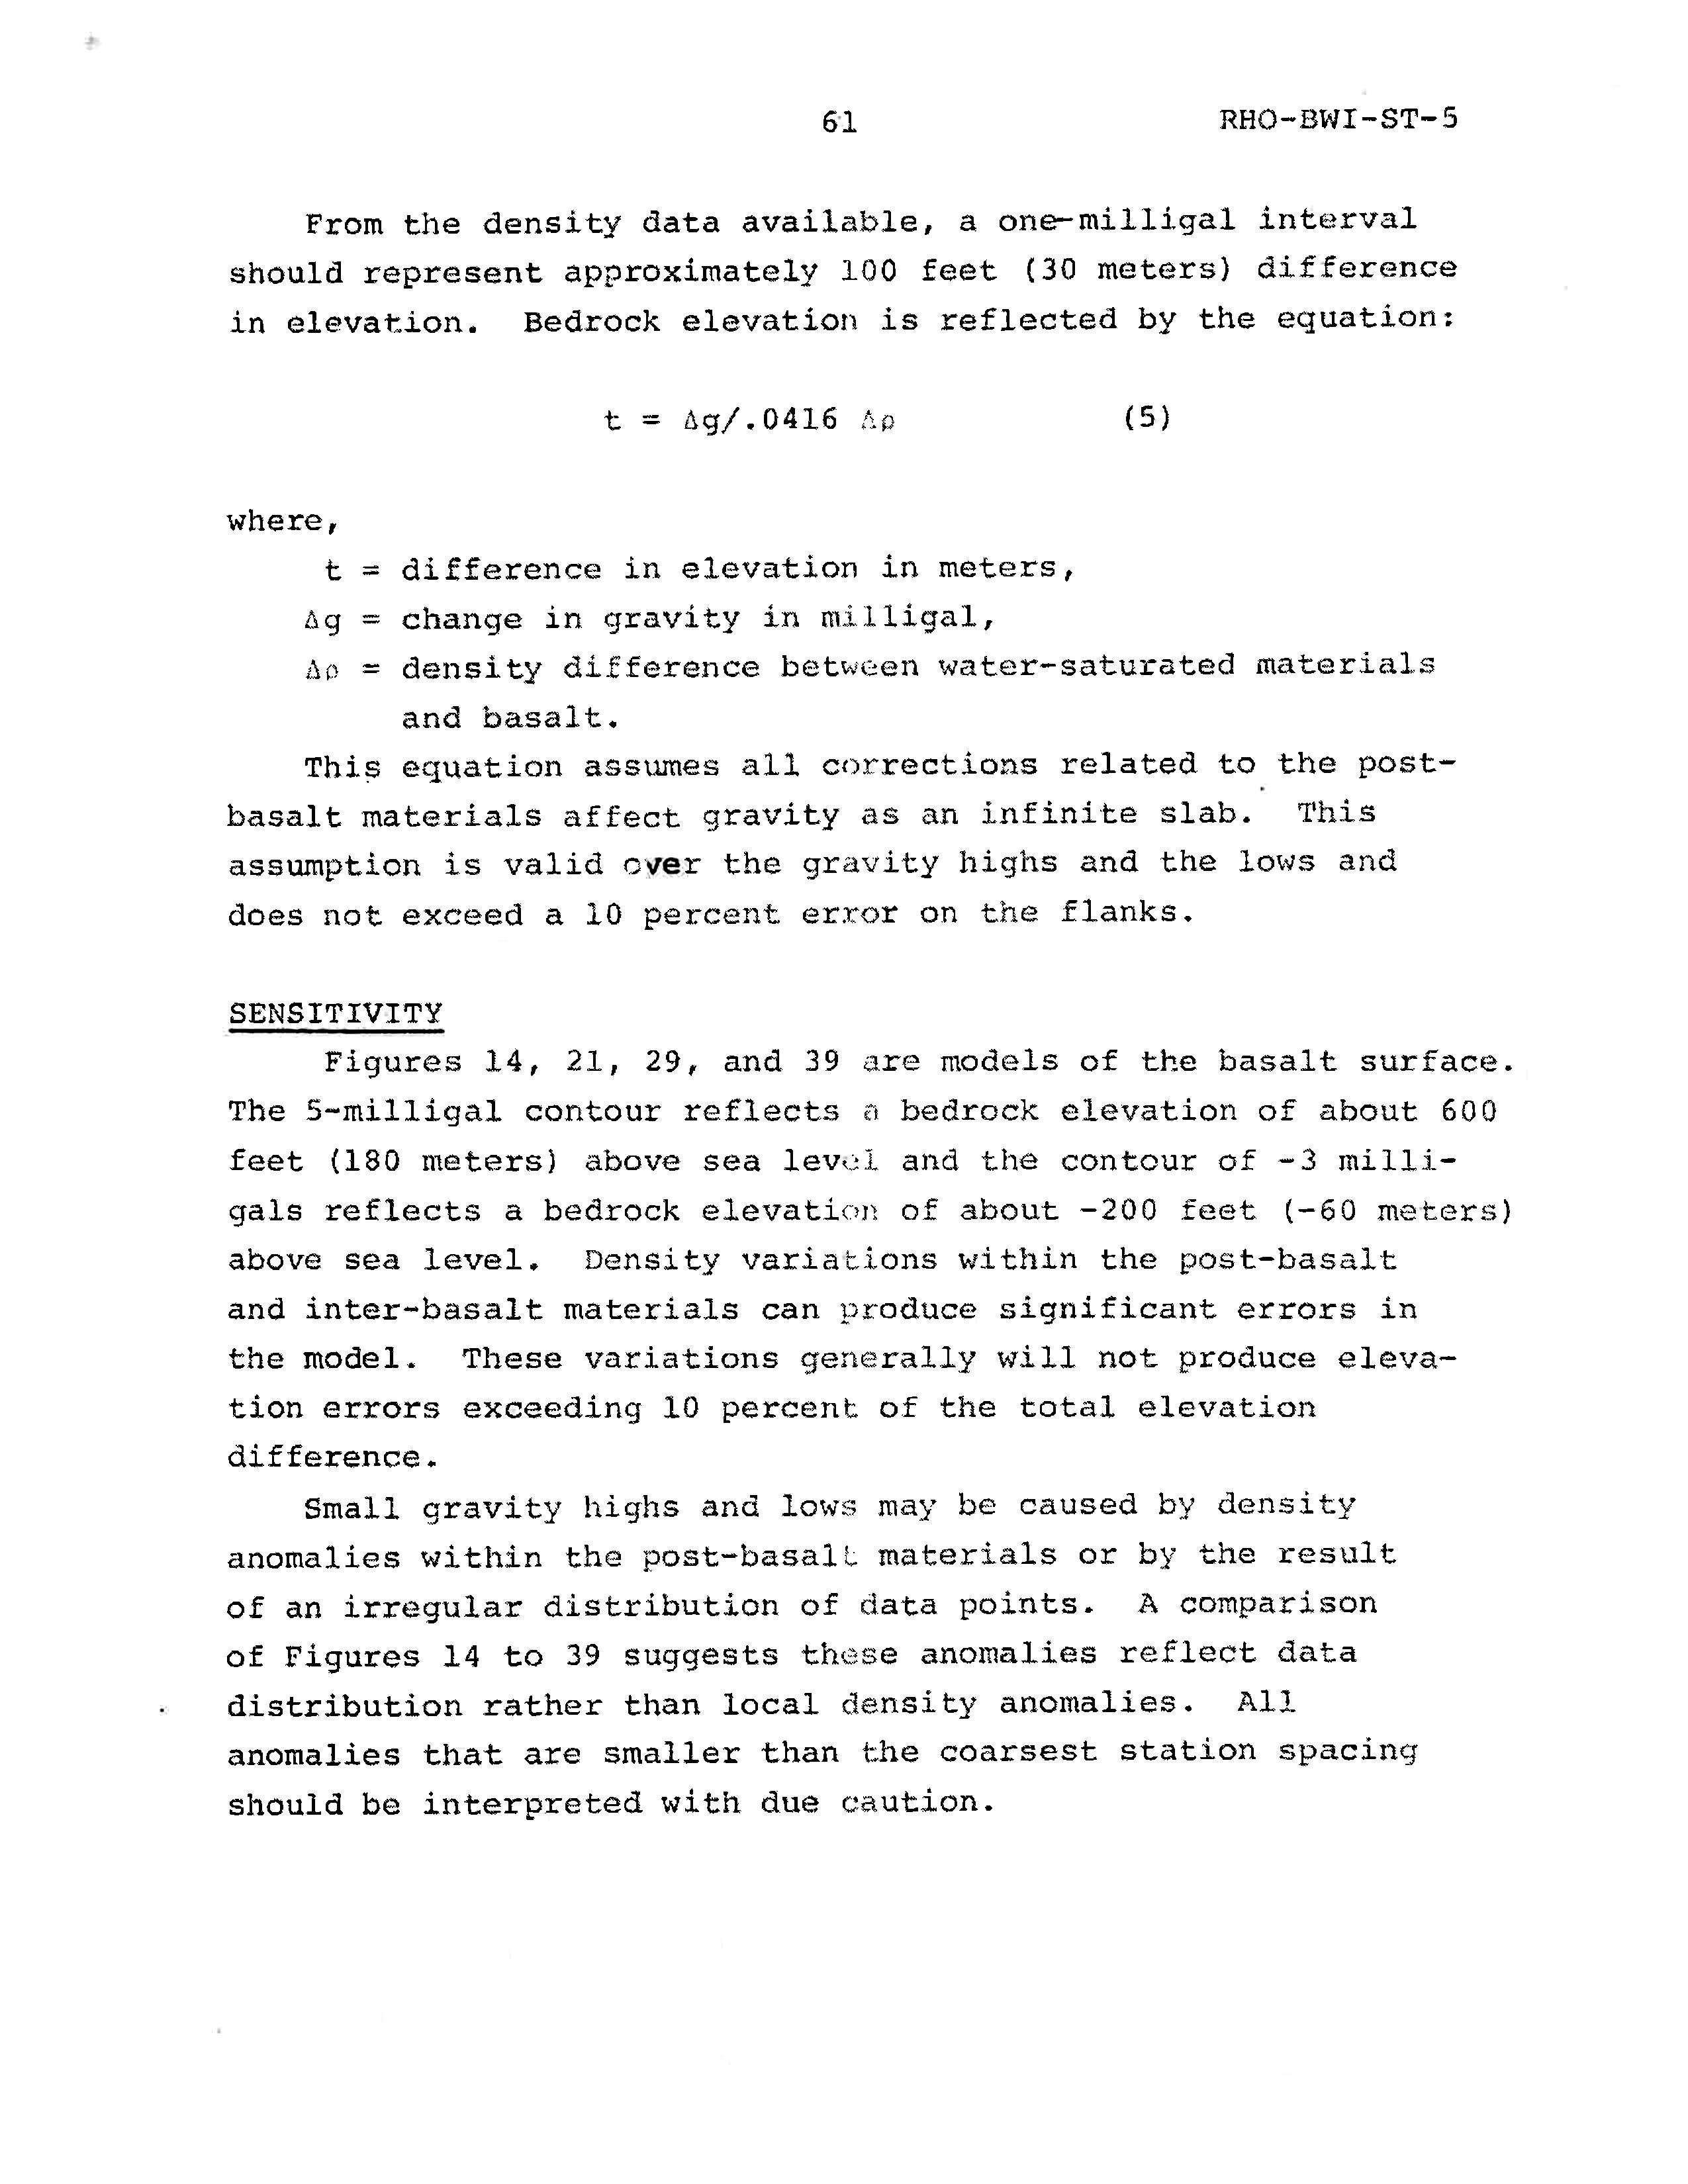 61 RHO-BWI-ST-5
From the density data available, a one-milligal interval
should represent approximately 100 feet (30 meters) difference
in elevation. Bedrock elevation is reflected by the equation:
t = Δg/.0416 Δρ (5)
where,
t = difference in elevation in meters,
Δg = change in gravity in milligal,
Δρ = density difference between water-saturated materials
and basalt.
This equation assumes all corrections related to the post-
basalt materials affect gravity as an infinite slab. This
assumption is valid over the gravity highs and the lows and
does not exceed a 10 percent error on the flanks.
SENSITIVITY
Figures 14, 21, 29, and 39 are models of the basalt surface.
The 5-milligal contour reflects a bedrock elevation of about 600
feet (180 meters) above sea level and the contour of -3 milli-
gals reflects a bedrock elevation of about -200 feet (-60 meters)
above sea level. Density variations within the post-basalt
and inter-basalt materials can produce significant errors in
the model. These variations generally will not produce eleva-
tion errors exceeding 10 percent of the total elevation
difference.
Small gravity highs and lows may be caused by density
anomalies within the post-basalt materials or by the result
of an irregular distribution of data points. A comparison
of Figures 14 to 39 suggests these anomalies reflect data
distribution rather than local density anomalies. All
anomalies that are smaller than the coarsest station spacing
should be interpreted with due caution.